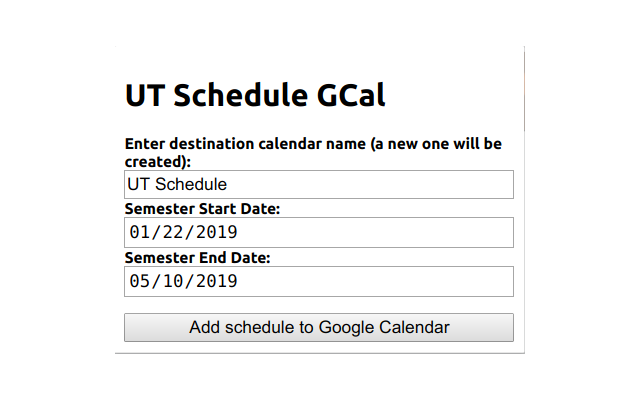 UT Schedule GCal
Enter destination calendar name (a new one will be
created):
UT Schedule
Semester Start Date:
01/22/2019
Semester End Date:
05/10/2019
Add schedule to Google Calendar